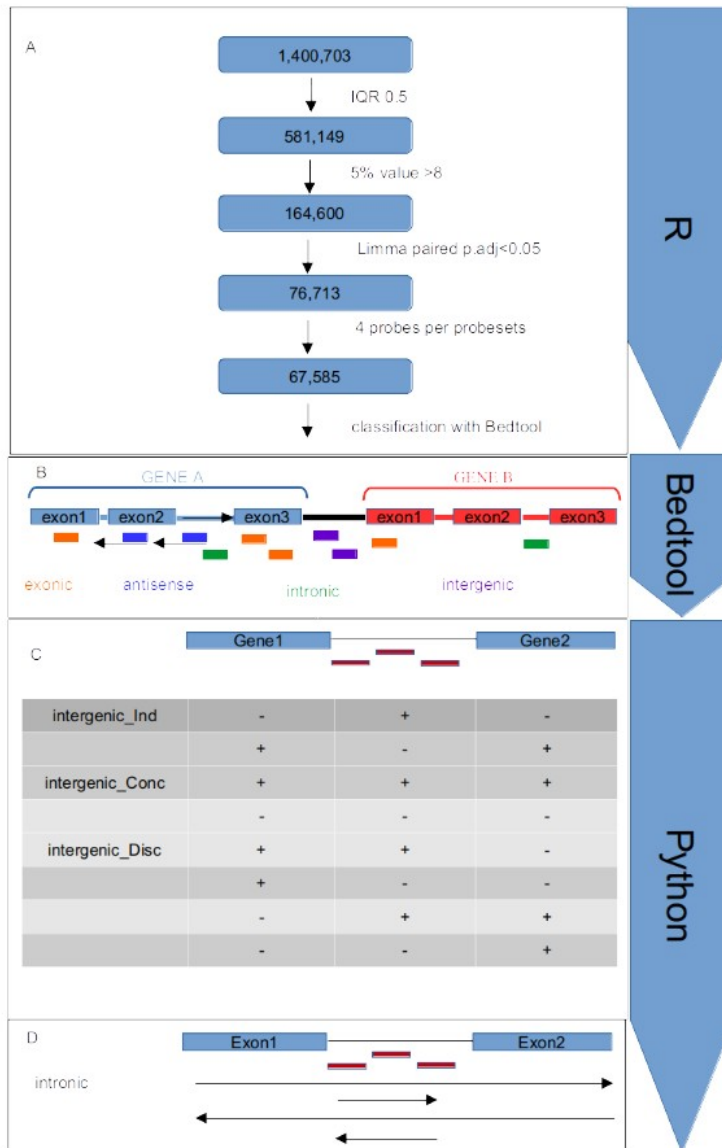 A
1,400,703
IQR 0.5
581,149
5% value >8
164,600
Limma paired p.adj<0.05
76,713
4 probes per probesets
67,585
classification with Bedtool
R
B
GENE A
GENE B
exon1 exon2 exon3 exon1 exon2 exon3
exonic antisense intronic intergenic
Bedtool
C
Gene1 Gene2
intergenic_Ind - + -
+ - +
intergenic_Conc + + +
- - -
intergenic_Disc + + -
+ - -
- + +
- - +
Python
D
Exon1 Exon2
intronic